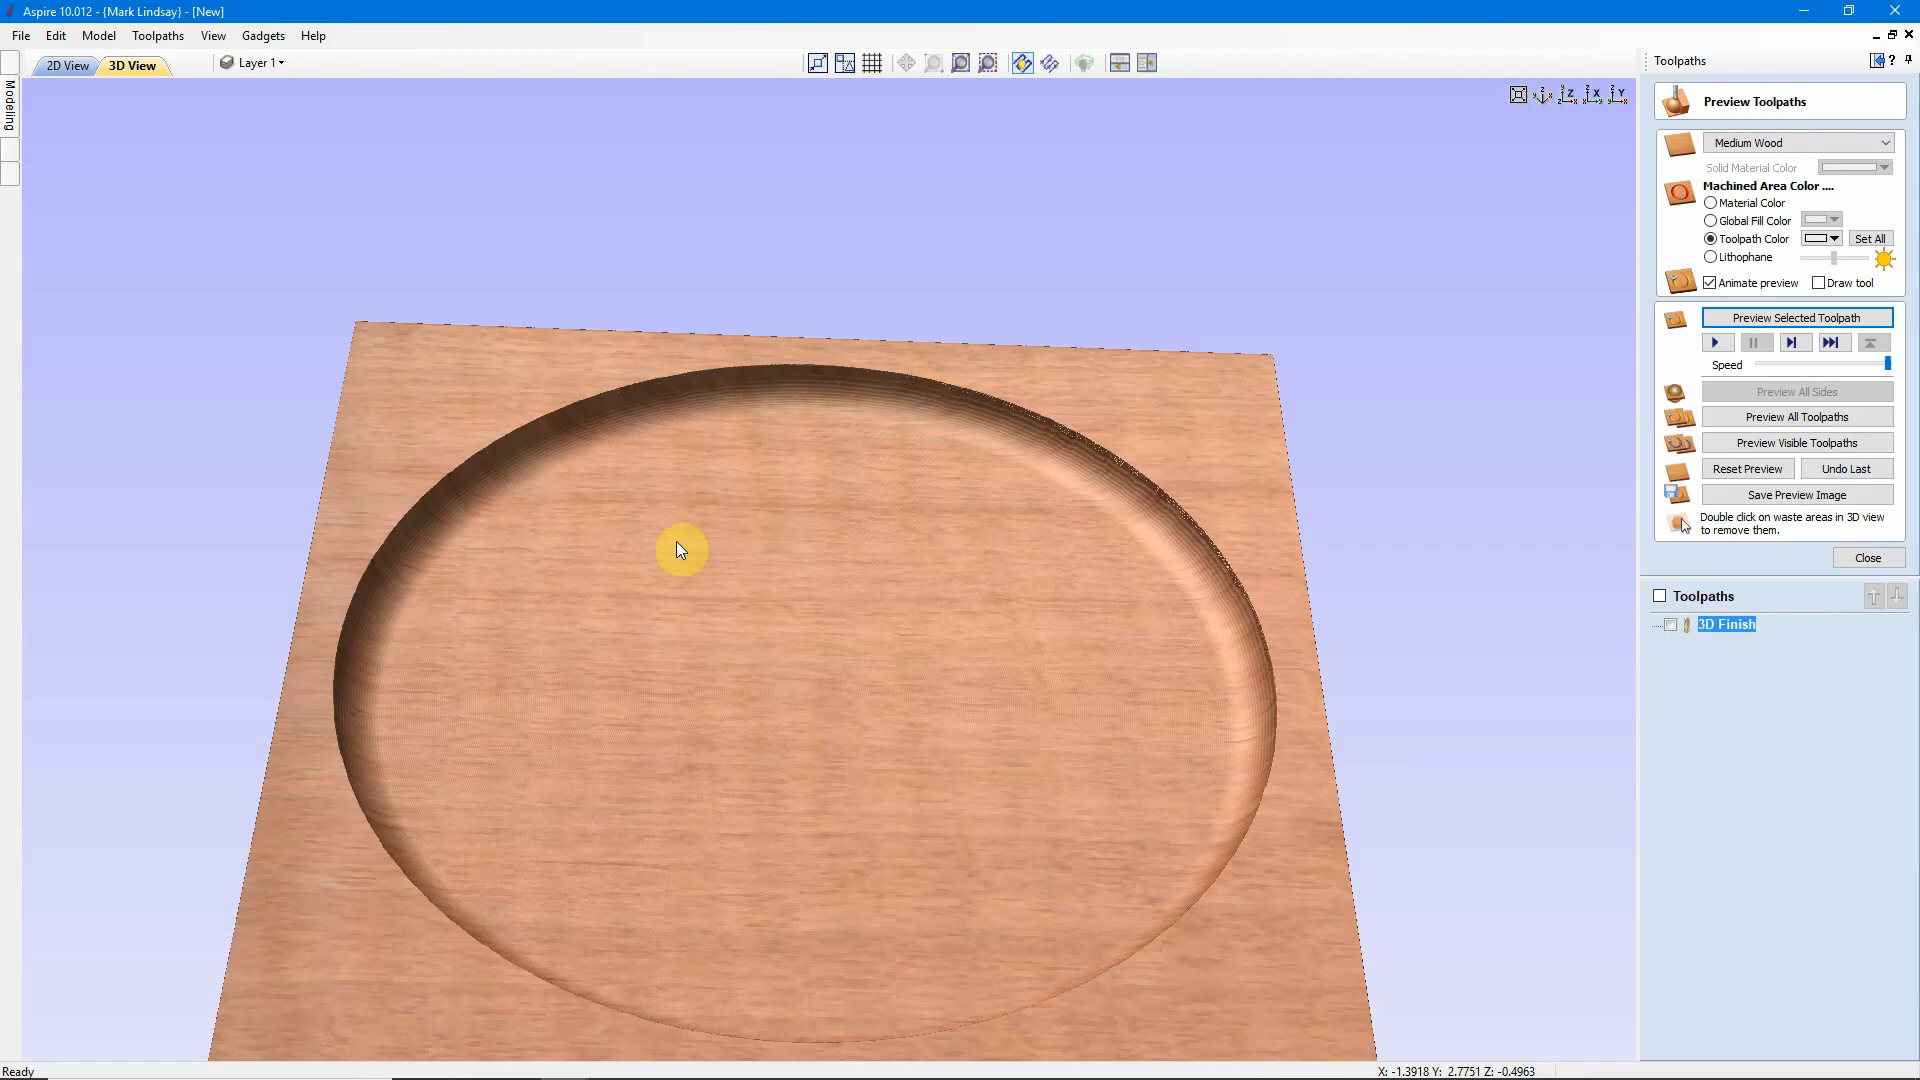 Aspire 10.012 - {Mark Lindsay} - [New]
File Edit Model Toolpaths View Gadgets Help
2D View 3D View Layer 1
Modeling
Z X Y
Toolpaths
Preview Toolpaths
Medium Wood
Solid Material Color
Machined Area Color ....
Material Color
Global Fill Color
Toolpath Color Set All
Lithophane
Animate preview Draw tool
Preview Selected Toolpath
Speed
Preview All Sides
Preview All Toolpaths
Preview Visible Toolpaths
Reset Preview Undo Last
Save Preview Image
Double click on waste areas in 3D view
to remove them.
Close
Toolpaths
3D Finish
Ready X: -1.3918 Y: 2.7751 Z: -0.4963